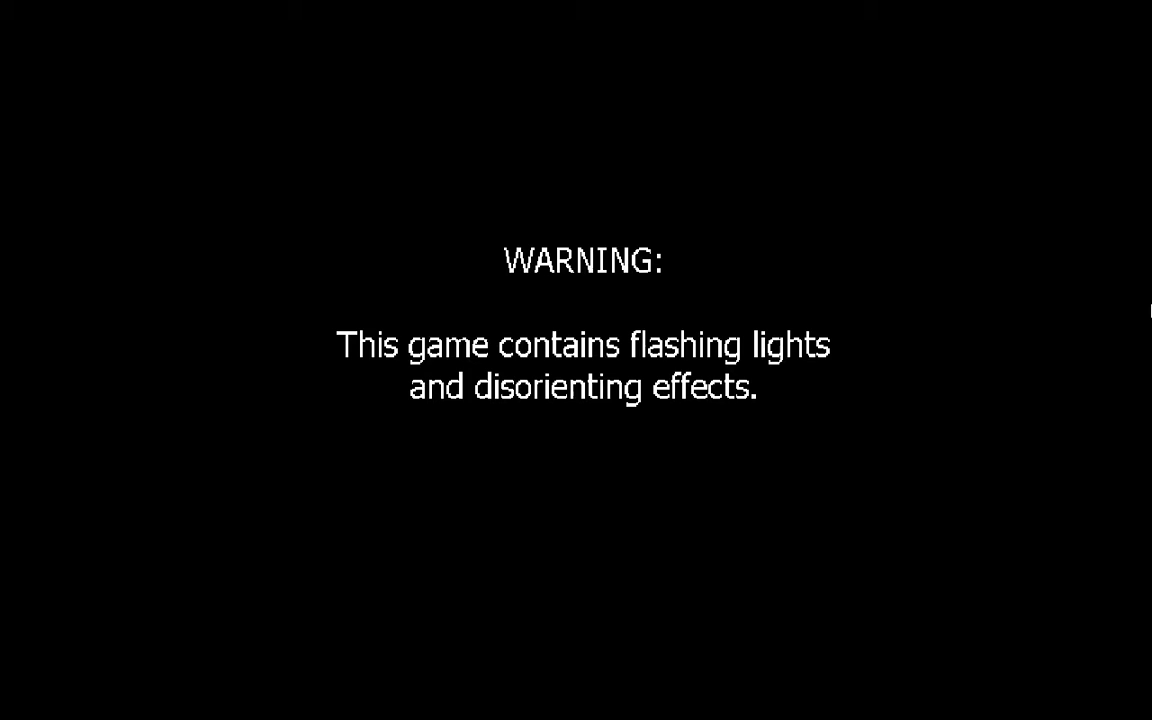 WARNING:
This game contains flashing lights
and disorienting effects.